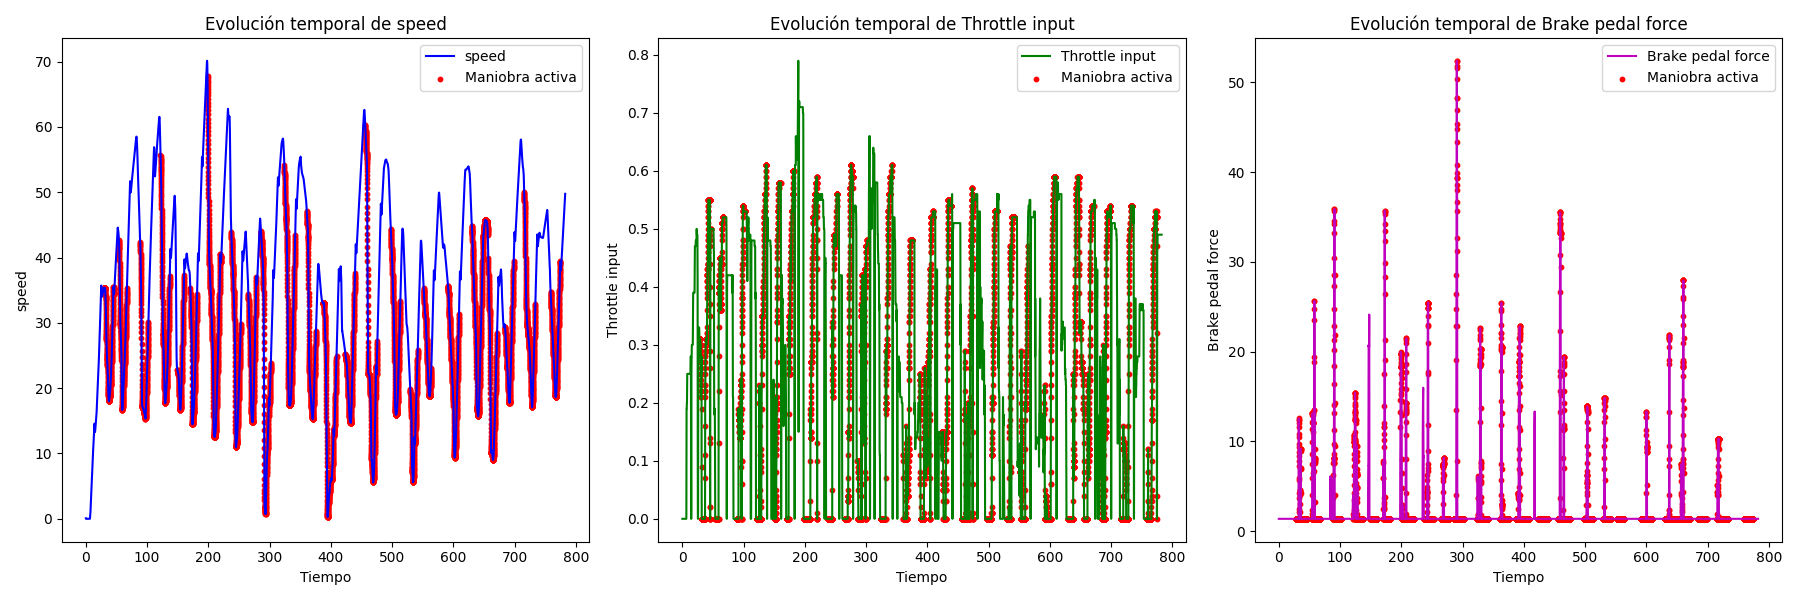 Evolución temporal de speed
speed
Maniobra activa
70
60
50
40
30
20
10
0
speed
0 100 200 300 400 500 600 700 800
Tiempo
Evolución temporal de Throttle input
Throttle input
Maniobra activa
0.8
0.7
0.6
0.5
0.4
0.3
0.2
0.1
0.0
Throttle input
0 100 200 300 400 500 600 700 800
Tiempo
Evolución temporal de Brake pedal force
Brake pedal force
Maniobra activa
50
40
30
20
10
0
Brake pedal force
0 100 200 300 400 500 600 700 800
Tiempo